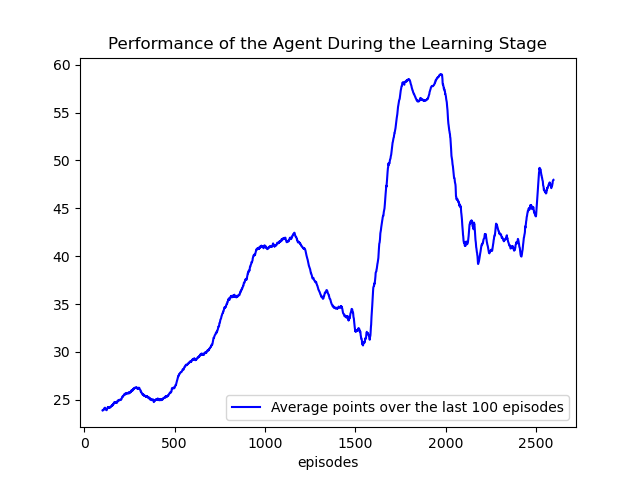 Performance of the Agent During the Learning Stage
60
55
50
45
40
35
30
25
Average points over the last 100 episodes
0 500 1000 1500 2000 2500
episodes